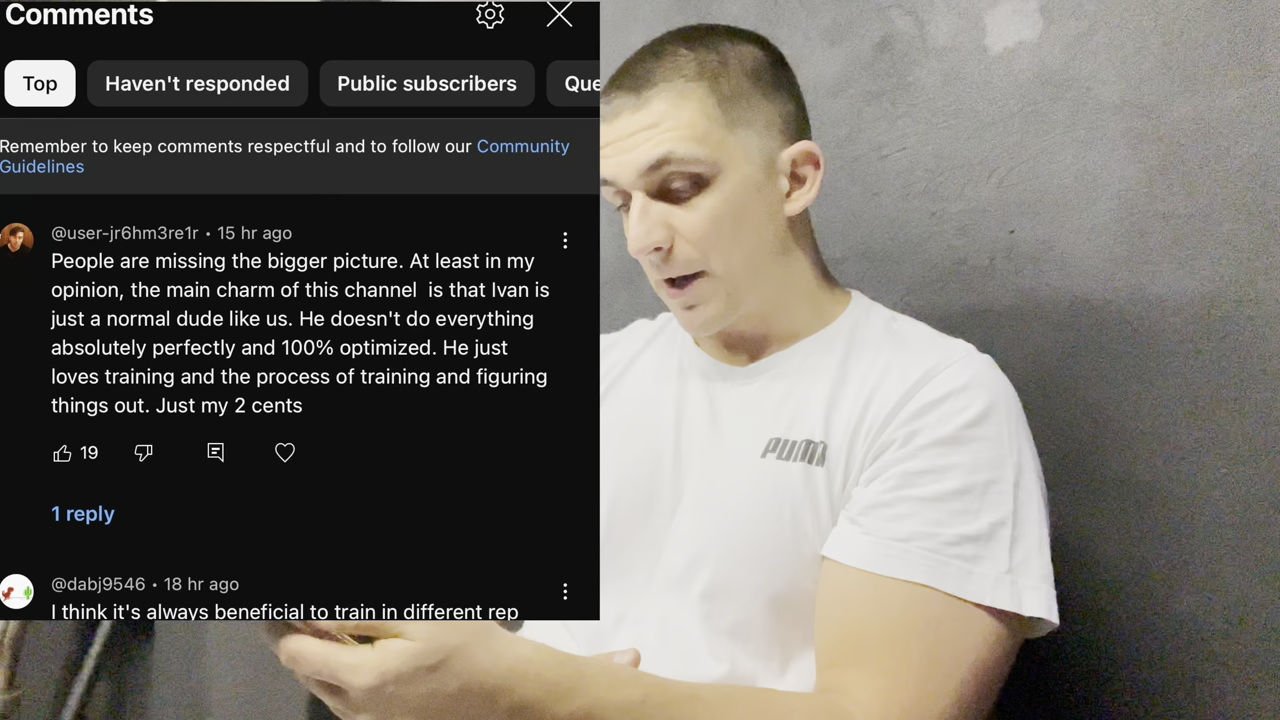 Comments
Top
Haven't responded
Public subscribers
Que
Remember to keep comments respectful and to follow our Community
Guidelines
@user-jr6hm3re1r • 15 hr ago
People are missing the bigger picture. At least in my
opinion, the main charm of this channel  is that Ivan is
just a normal dude like us. He doesn't do everything
absolutely perfectly and 100% optimized. He just
loves training and the process of training and figuring
things out. Just my 2 cents
19
1 reply
@dabj9546 • 18 hr ago
I think it's always beneficial to train in different rep
PUMA